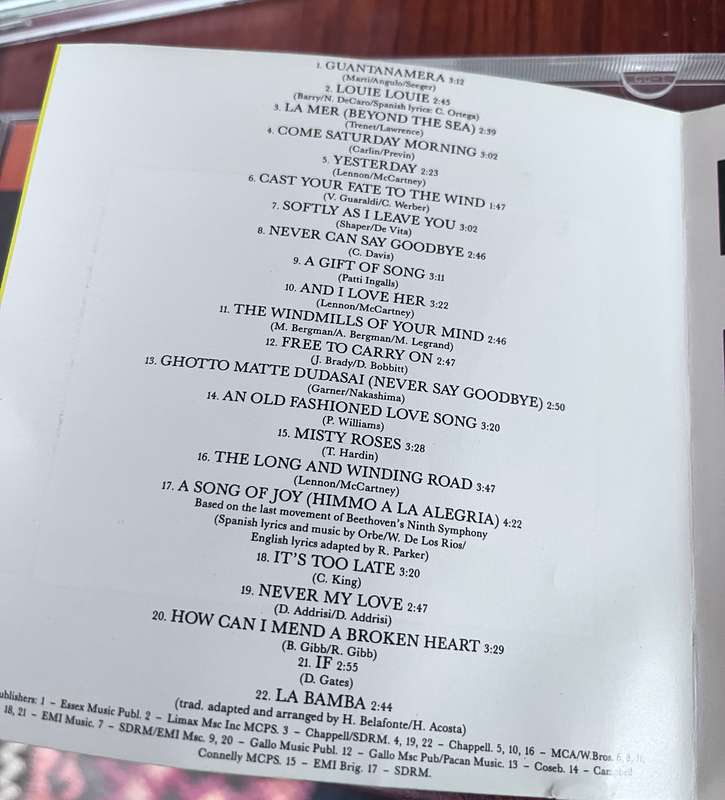 1. GUANTANAMERA 3:12
(Marti/Angulo/Seeger)
2. LOUIE LOUIE 2:45
(Barry/N. DeCaro/Spanish lyrics: C. Ortega)
3. LA MER (BEYOND THE SEA) 2:39
(Trenet/Lawrence)
4. COME SATURDAY MORNING 3:02
(Carlin/Previn)
5. YESTERDAY 2:23
(Lennon/McCartney)
6. CAST YOUR FATE TO THE WIND 1:47
(V. Guaraldi/C. Werber)
7. SOFTLY AS I LEAVE YOU 3:02
(Shaper/De Vita)
8. NEVER CAN SAY GOODBYE 2:46
(C. Davis)
9. A GIFT OF SONG 3:11
(Patti Ingalls)
10. AND I LOVE HER 3:22
(Lennon/McCartney)
11. THE WINDMILLS OF YOUR MIND 2:46
(M. Bergman/A. Bergman/M. Legrand)
12. FREE TO CARRY ON 2:47
(J. Brady/D. Bobbitt)
13. GHOTTO MATTE DUDASAI (NEVER SAY GOODBYE) 2:50
(Garner/Nakashima)
14. AN OLD FASHIONED LOVE SONG 3:20
(P. Williams)
15. MISTY ROSES 3:28
(T. Hardin)
16. THE LONG AND WINDING ROAD 3:47
(Lennon/McCartney)
17. A SONG OF JOY (HIMMO A LA ALEGRIA) 4:22
Based on the last movement of Beethoven's Ninth Symphony
(Spanish lyrics and music by Orbe/W. De Los Rios/
English lyrics adapted by R. Parker)
18. IT'S TOO LATE 3:20
(C. King)
19. NEVER MY LOVE 2:47
(D. Addrisi/D. Addrisi)
20. HOW CAN I MEND A BROKEN HEART 3:29
(B. Gibb/R. Gibb)
21. IF 2:55
(D. Gates)
22. LA BAMBA 2:44
(trad. adapted and arranged by H. Belafonte/H. Acosta)
ublishers: 1 – Essex Music Publ. 2 – Limax Msc Inc MCPS. 3 – Chappell/SDRM. 4, 19, 22 – Chappell. 5, 10, 16 – MCA/W.Bros. 6, 8, 11,
18, 21 – EMI Music. 7 – SDRM/EMI Msc. 9, 20 – Gallo Music Publ. 12 – Gallo Msc Pub/Pacan Music. 13 – Coseb. 14 – Campbell
Connelly MCPS. 15 – EMI Brig. 17 – SDRM.